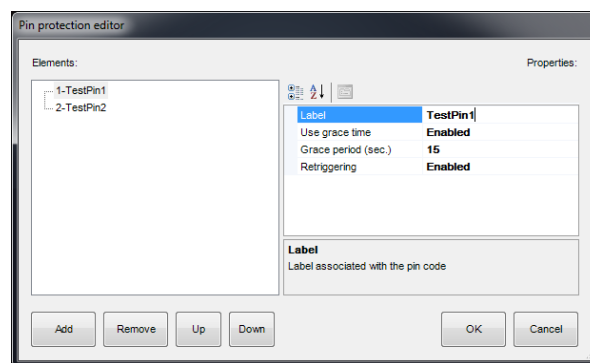 Pin protection editor
Elements:
Properties:
1-TestPin1
2-TestPin2
Label TestPin1
Use grace time Enabled
Grace period (sec.) 15
Retriggering Enabled
Label
Label associated with the pin code
Add Remove Up Down OK Cancel